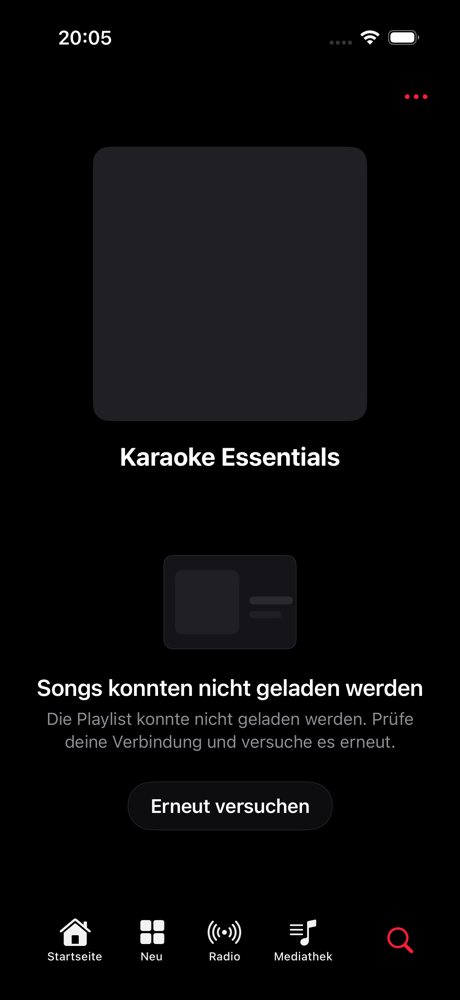 20:05
Karaoke Essentials
Songs konnten nicht geladen werden
Die Playlist konnte nicht geladen werden. Prüfe
deine Verbindung und versuche es erneut.
Erneut versuchen
Startseite
Neu
Radio
Mediathek